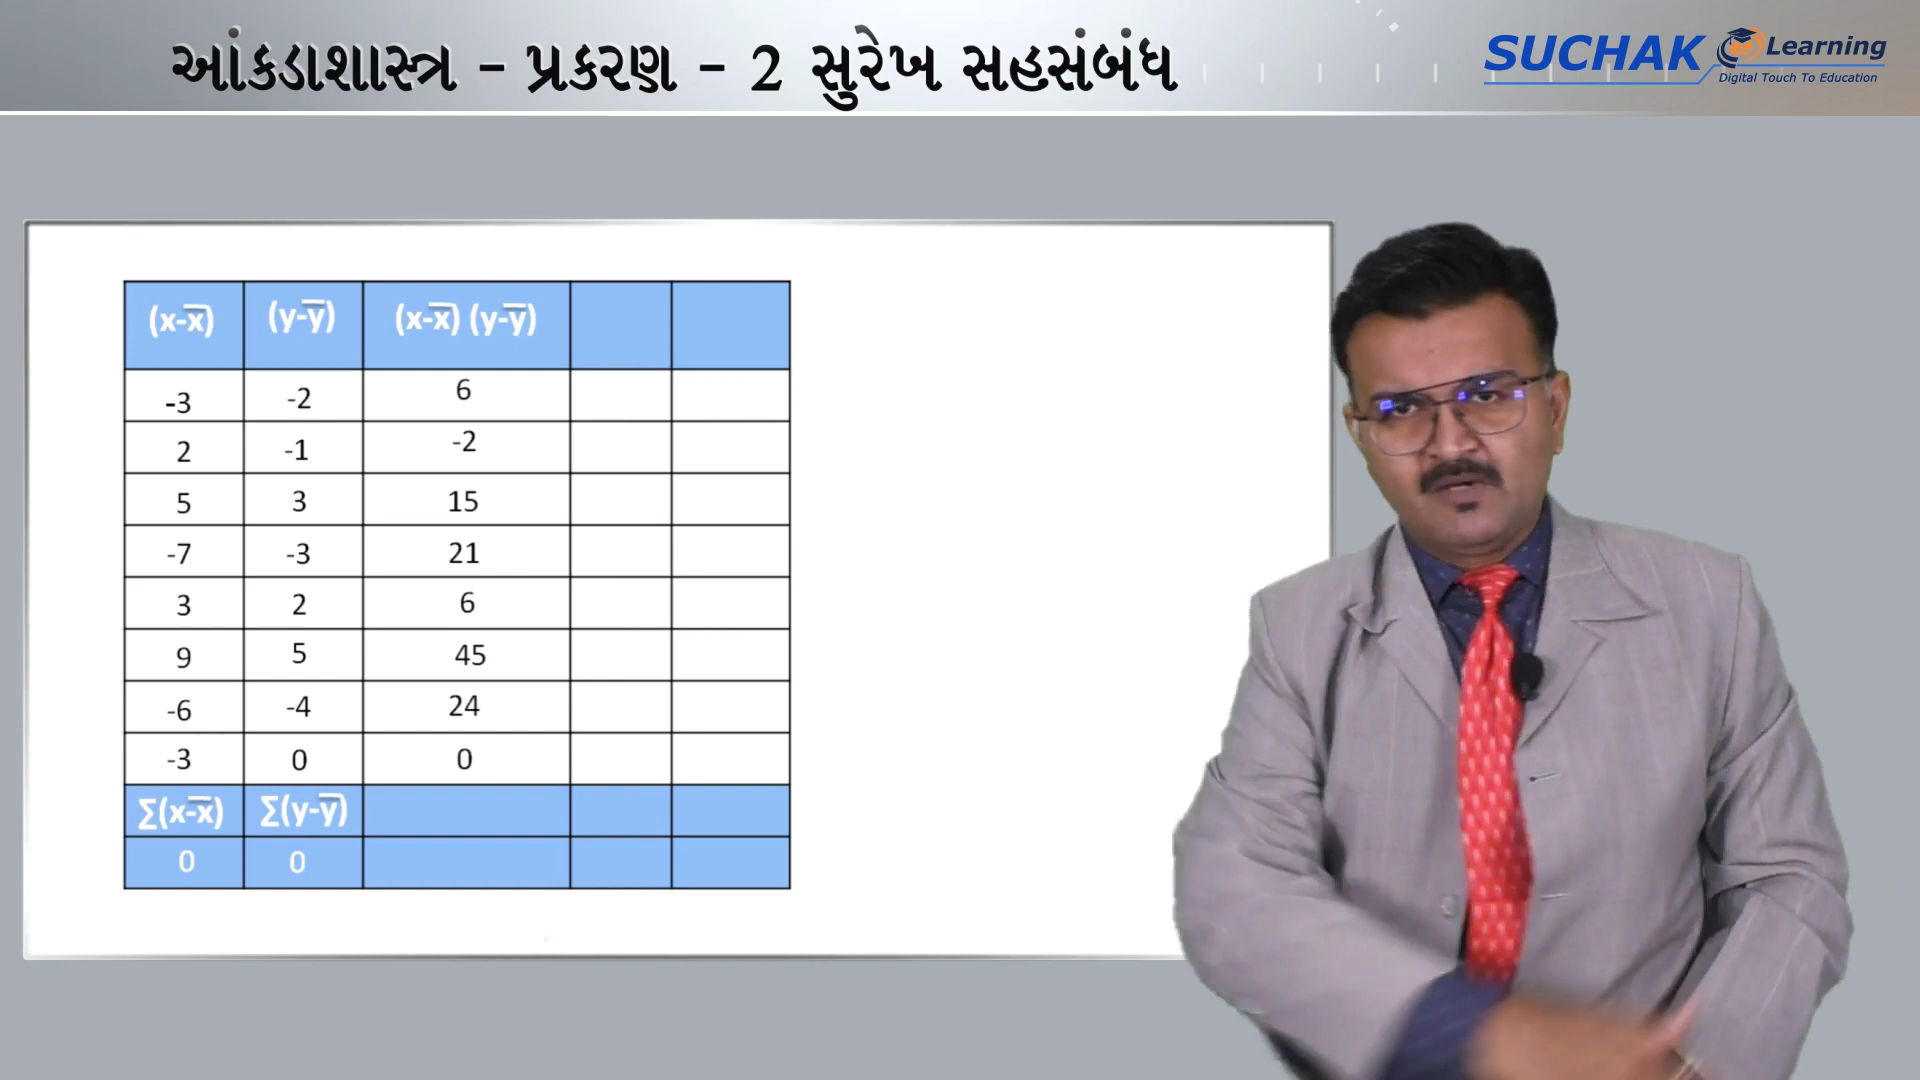 આંકડાશાસ્ત્ર - પ્રકરણ - 2 સુરેખ સહસંબંધ
SUCHAK Learning
Digital Touch To Education
(x-x̅) (y-y̅) (x-x̅) (y-y̅)
-3 -2 6
2 -1 -2
5 3 15
-7 -3 21
3 2 6
9 5 45
-6 -4 24
-3 0 0
∑(x-x̅) ∑(y-y̅)
0 0